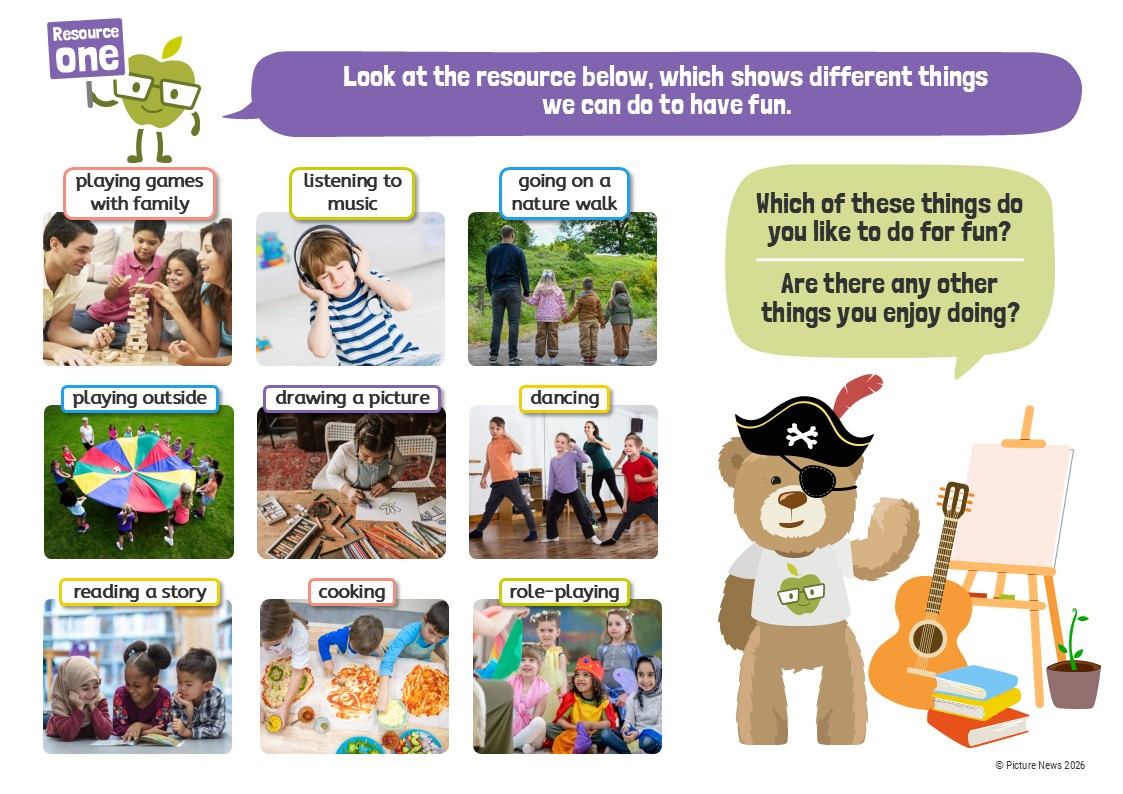 Resource
one
Look at the resource below, which shows different things
we can do to have fun.
playing games
with family
listening to
music
going on a
nature walk
Which of these things do
you like to do for fun?
Are there any other
things you enjoy doing?
playing outside
drawing a picture
dancing
reading a story
cooking
role-playing
© Picture News 2026